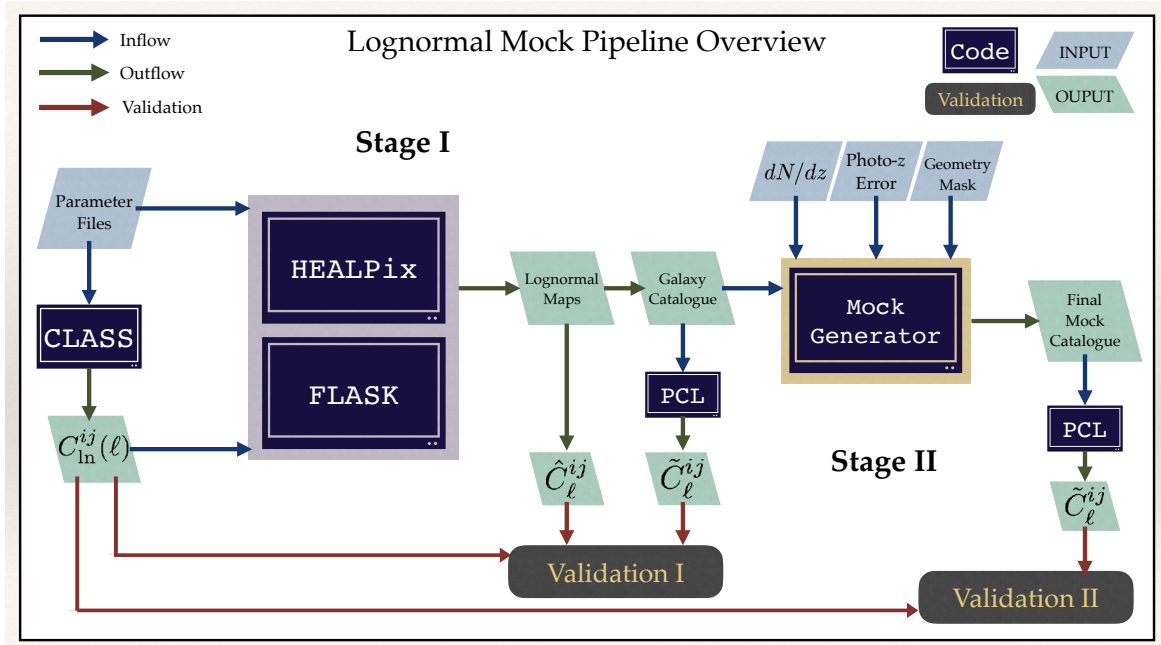 Lognormal Mock Pipeline Overview
Inflow
Outflow
Validation
Code
INPUT
Validation
OUPUT
Stage I
Parameter
Files
CLASS
C_{ln}^{ij}(ℓ)
HEALPix
FLASK
Lognormal
Maps
Galaxy
Catalogue
PCL
Ĉ_ℓ^{ij}
C̃_ℓ^{ij}
Validation I
dN/dz
Photo-z
Error
Geometry
Mask
Mock
Generator
Stage II
Final
Mock
Catalogue
PCL
C̃_ℓ^{ij}
Validation II